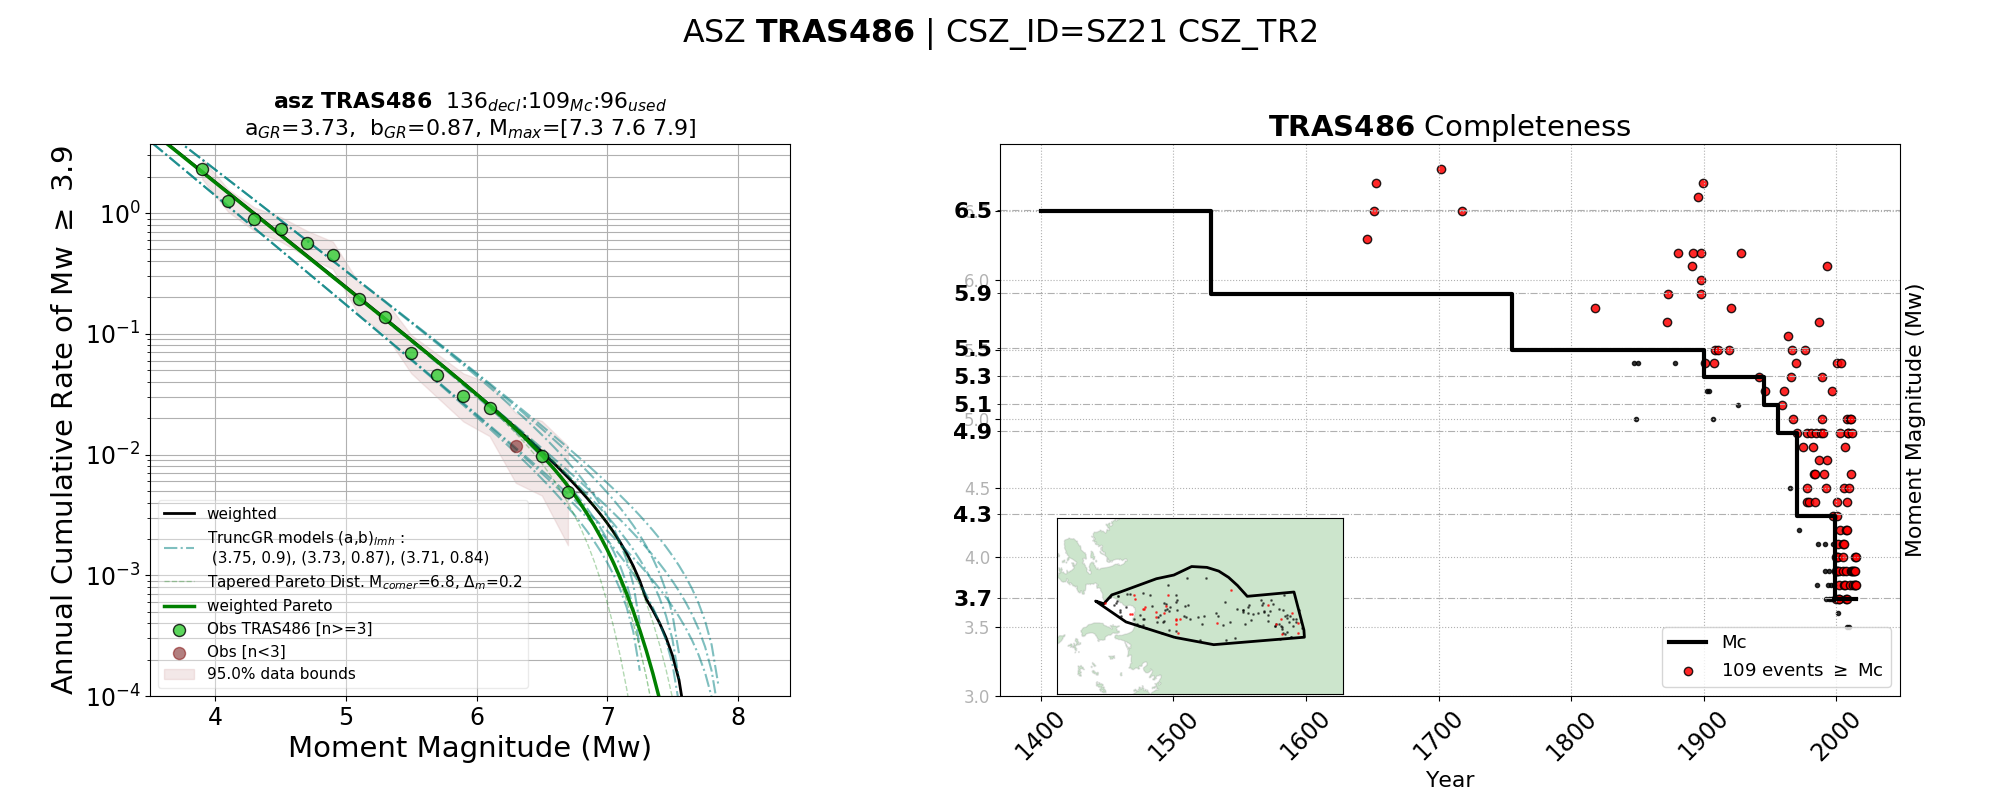 ASZ TRAS486 | CSZ_ID=SZ21 CSZ_TR2
asz TRAS486 136decl:109Mc:96used
aGR=3.73, bGR=0.87, Mmax=[7.3 7.6 7.9]
Annual Cumulative Rate of Mw ≥ 3.9
10^0
10^−1
10^−2
10^−3
10^−4
weighted
TruncGR models (a,b)lmh :
(3.75, 0.9), (3.73, 0.87), (3.71, 0.84)
Tapered Pareto Dist. Mcorner=6.8, Δm=0.2
weighted Pareto
Obs TRAS486 [n>=3]
Obs [n<3]
95.0% data bounds
4 5 6 7 8
Moment Magnitude (Mw)
TRAS486 Completeness
6.5
6.0
5.9
5.5
5.3
5.1
5.0
4.9
4.5
4.3
4.0
3.7
3.5
3.0
Moment Magnitude (Mw)
Mc
109 events ≥ Mc
1400 1500 1600 1700 1800 1900 2000
Year